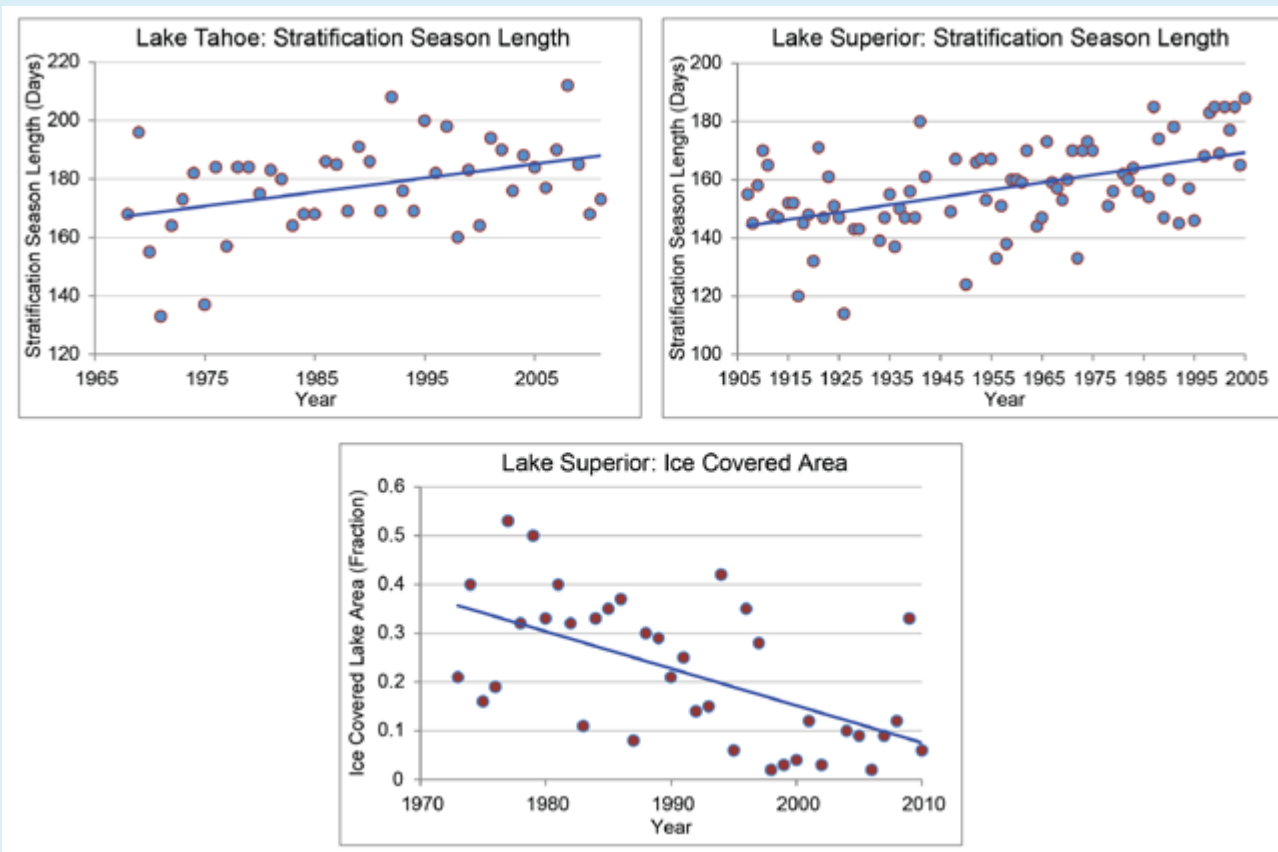 Lake Tahoe: Stratification Season Length
Stratification Season Length (Days)
220
200
180
160
140
120
1965 1975 1985 1995 2005
Year
Lake Superior: Stratification Season Length
Stratification Season Length (Days)
200
180
160
140
120
100
1905 1915 1925 1935 1945 1955 1965 1975 1985 1995 2005
Year
Lake Superior: Ice Covered Area
Ice Covered Lake Area (Fraction)
0.6
0.5
0.4
0.3
0.2
0.1
0
1970 1980 1990 2000 2010
Year